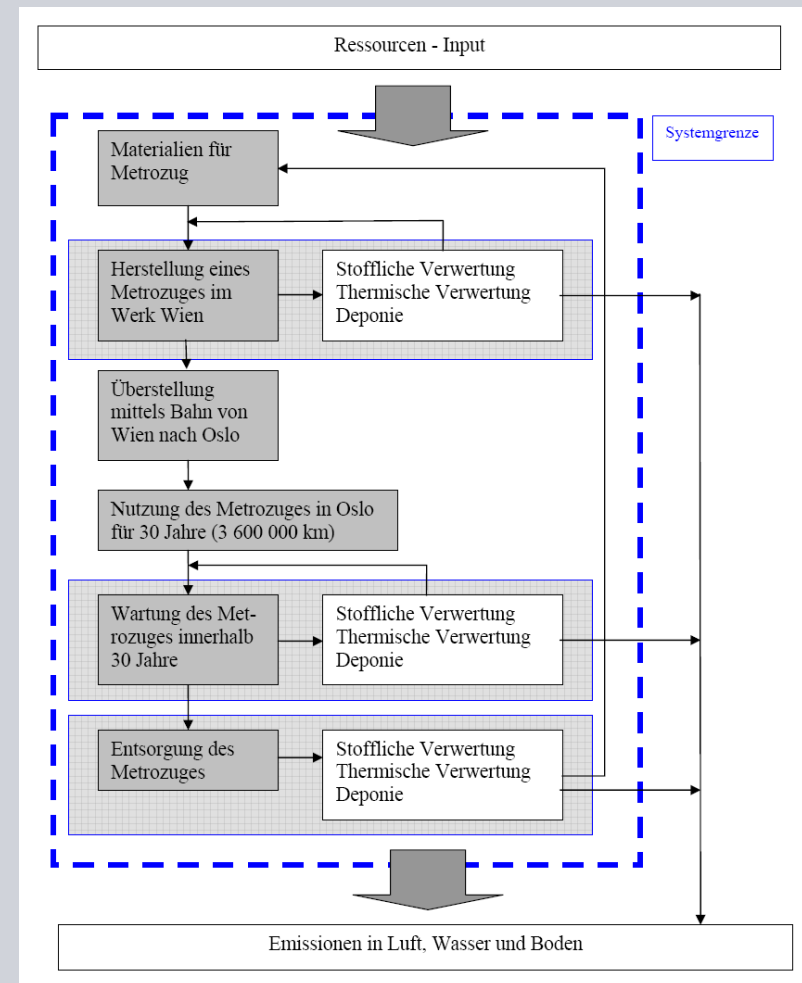 Ressourcen - Input
Systemgrenze
Materialien für
Metrozug
Herstellung eines
Metrozuges im
Werk Wien
Stoffliche Verwertung
Thermische Verwertung
Deponie
Überstellung
mittels Bahn von
Wien nach Oslo
Nutzung des Metrozuges in Oslo
für 30 Jahre (3 600 000 km)
Wartung des Met-
rozuges innerhalb
30 Jahre
Stoffliche Verwertung
Thermische Verwertung
Deponie
Entsorgung des
Metrozuges
Stoffliche Verwertung
Thermische Verwertung
Deponie
Emissionen in Luft, Wasser und Boden